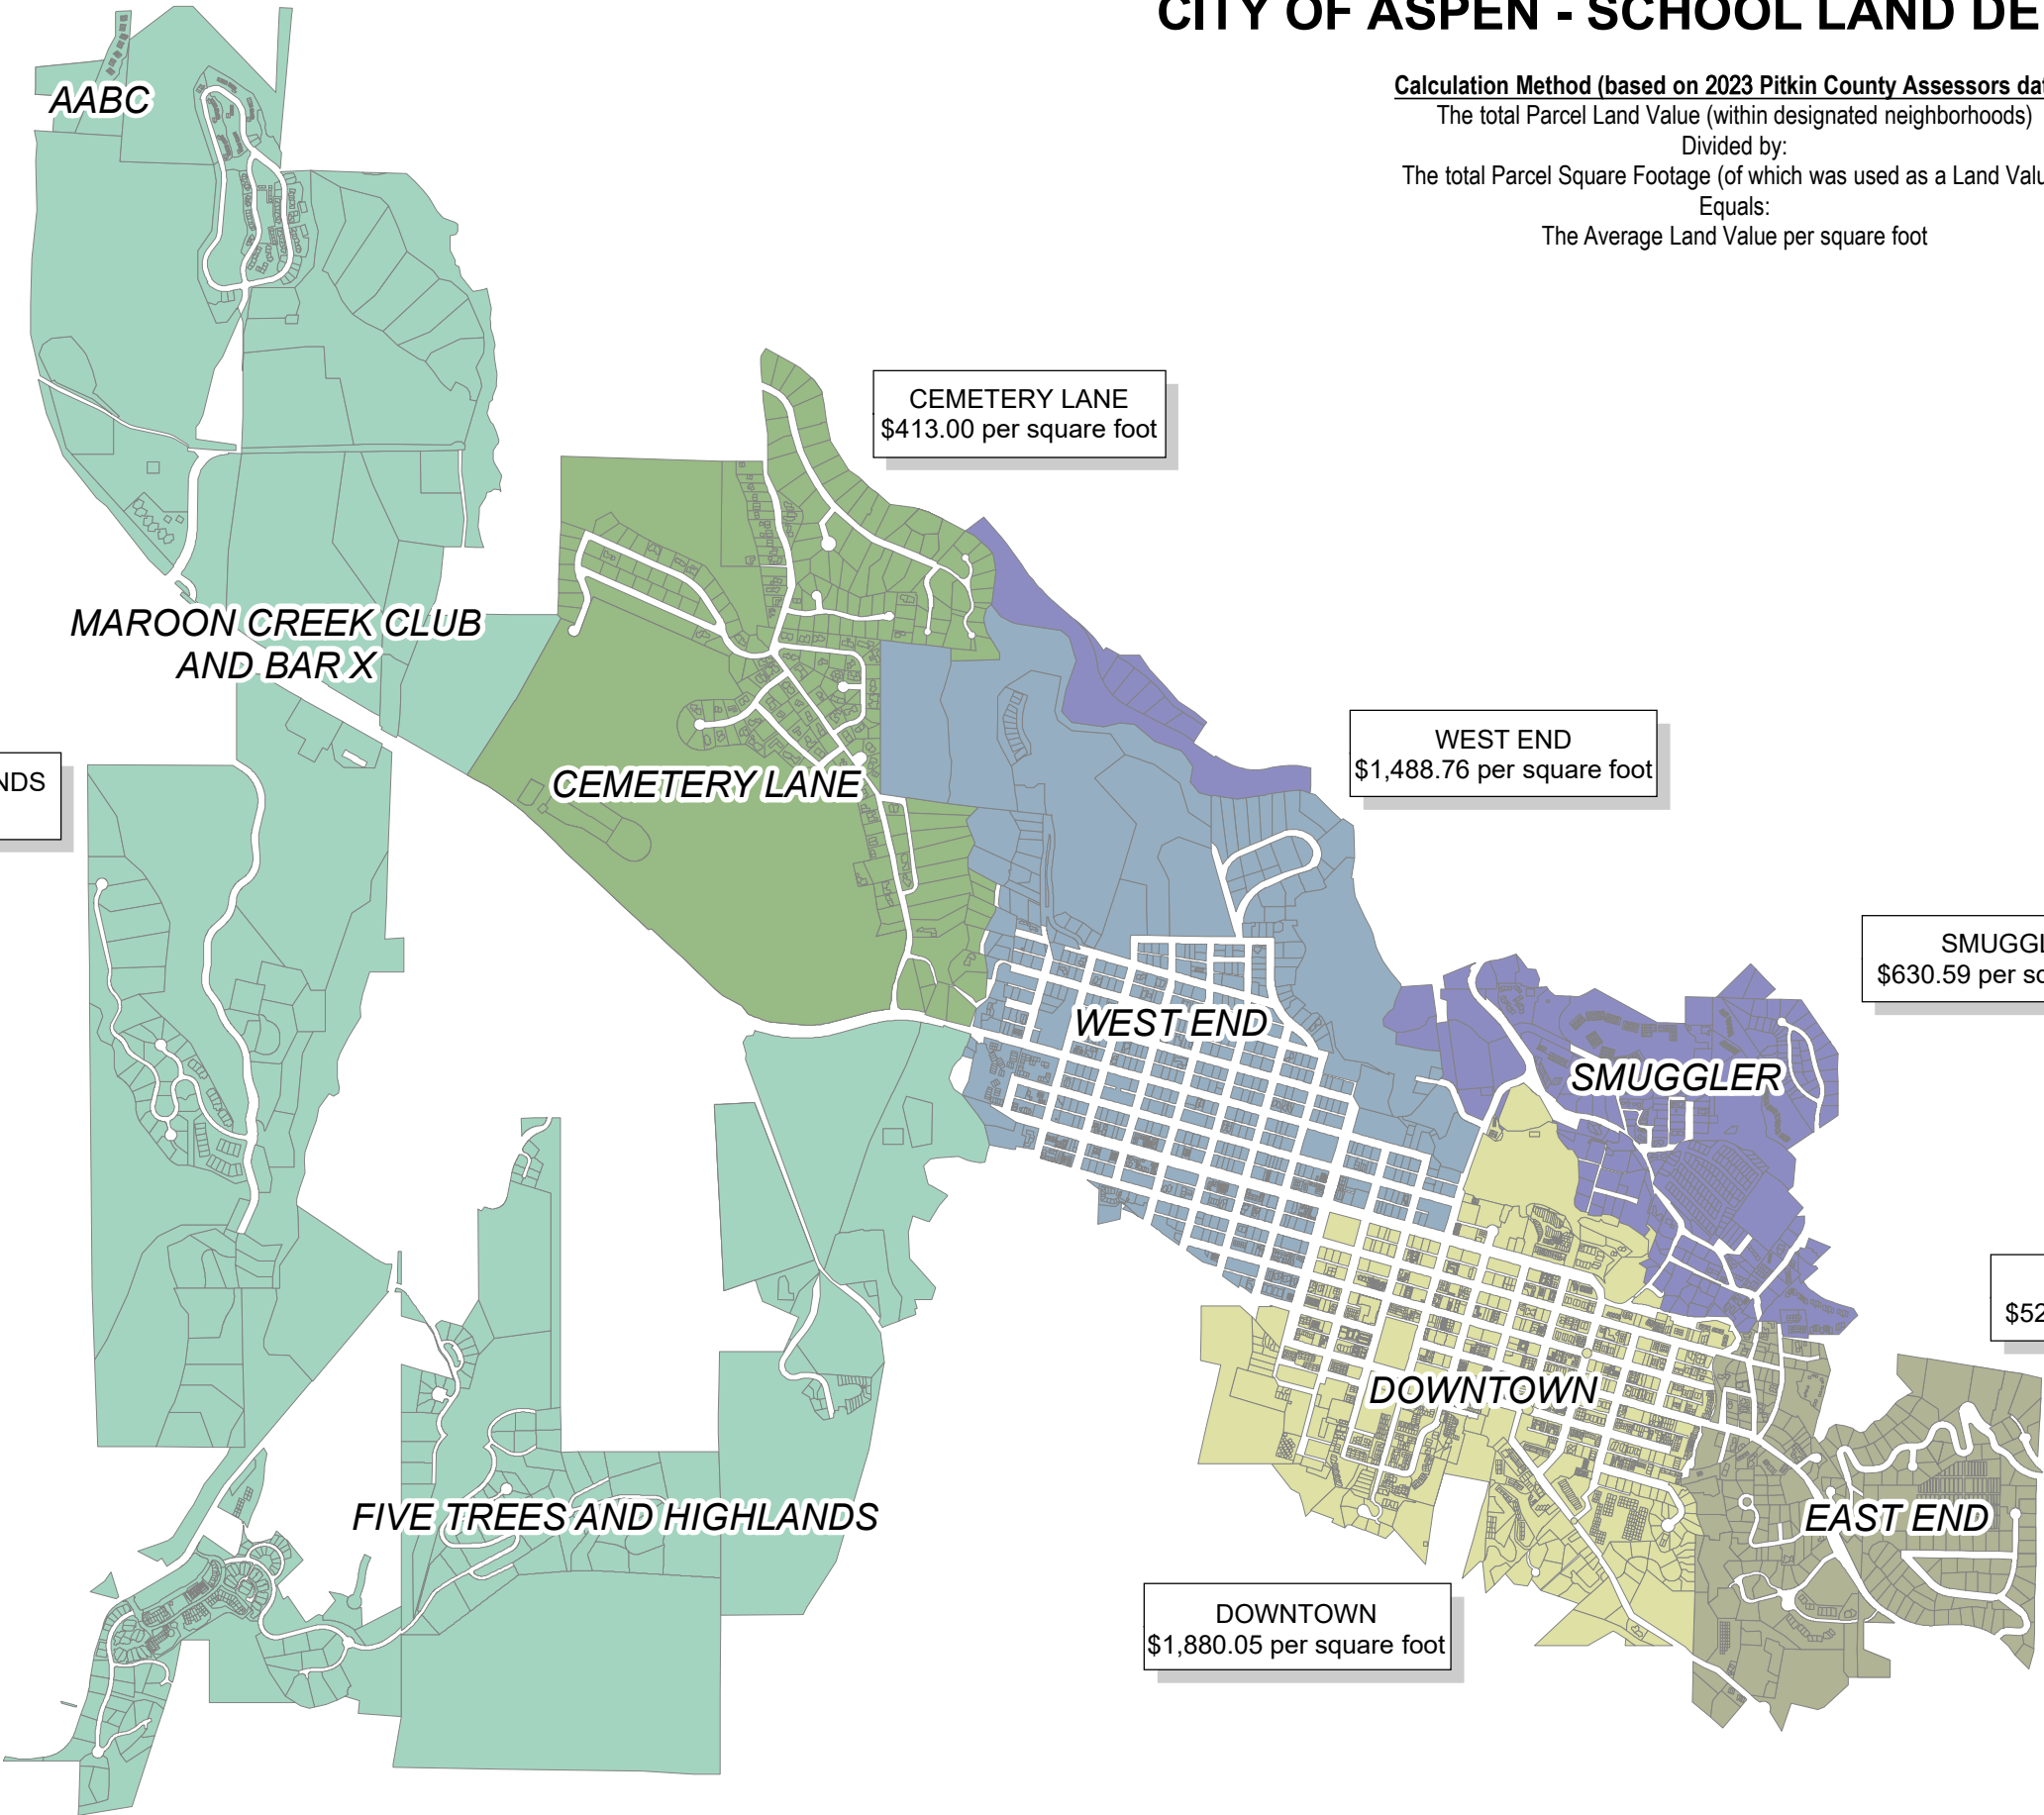 CITY OF ASPEN - SCHOOL LAND DE
Calculation Method (based on 2023 Pitkin County Assessors dat
The total Parcel Land Value (within designated neighborhoods)
Divided by:
The total Parcel Square Footage (of which was used as a Land Valu
Equals:
The Average Land Value per square foot
AABC
CEMETERY LANE
$413.00 per square foot
MAROON CREEK CLUB
AND BAR X
WEST END
$1,488.76 per square foot
NDS
CEMETERY LANE
SMUGGL
$630.59 per sq
WEST END
SMUGGLER
$52
DOWNTOWN
FIVE TREES AND HIGHLANDS
EAST END
DOWNTOWN
$1,880.05 per square foot